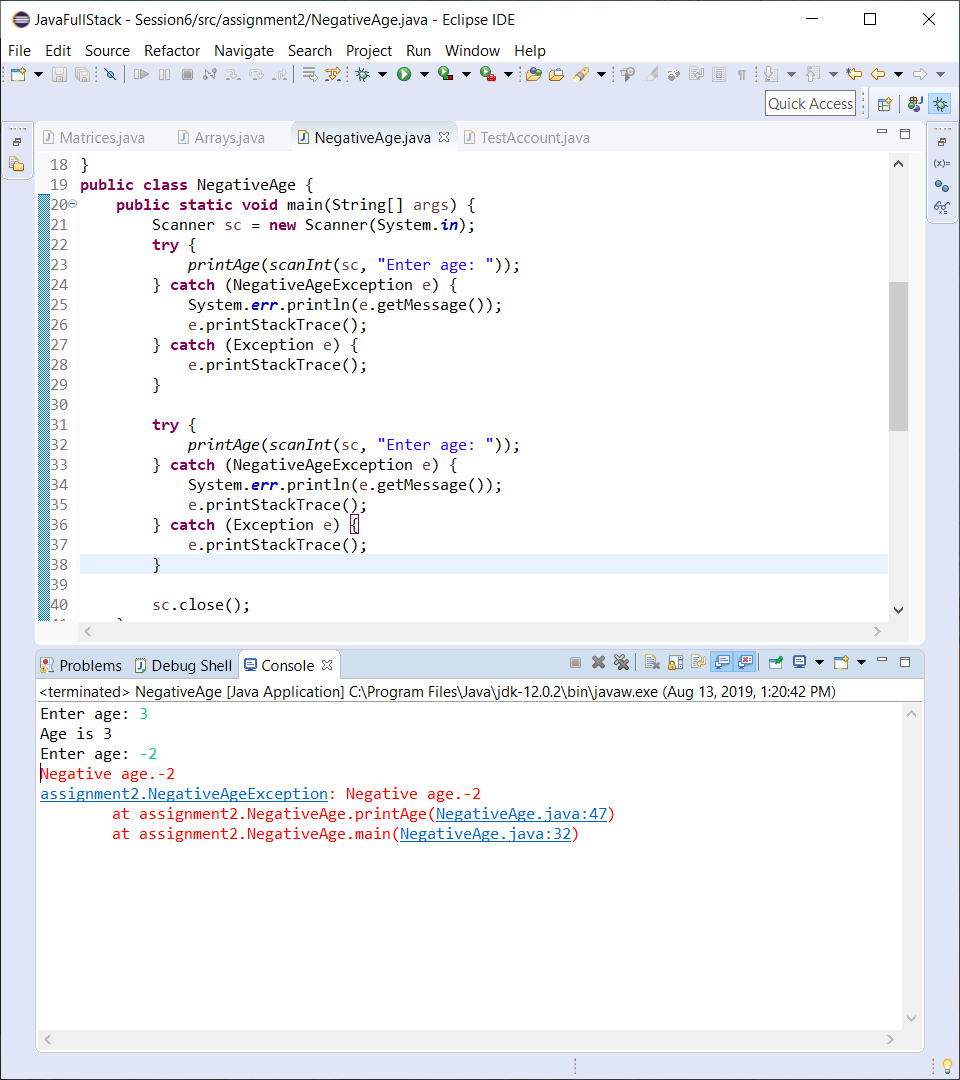 JavaFullStack - Session6/src/assignment2/NegativeAge.java - Eclipse IDE
File Edit Source Refactor Navigate Search Project Run Window Help
Quick Access
Matrices.java Arrays.java NegativeAge.java TestAccount.java
18 }
19 public class NegativeAge {
20 public static void main(String[] args) {
21 Scanner sc = new Scanner(System.in);
22 try {
23 printAge(scanInt(sc, "Enter age: "));
24 } catch (NegativeAgeException e) {
25 System.err.println(e.getMessage());
26 e.printStackTrace();
27 } catch (Exception e) {
28 e.printStackTrace();
29 }
30
31 try {
32 printAge(scanInt(sc, "Enter age: "));
33 } catch (NegativeAgeException e) {
34 System.err.println(e.getMessage());
35 e.printStackTrace();
36 } catch (Exception e) {
37 e.printStackTrace();
38 }
39
40 sc.close();
Problems Debug Shell Console
<terminated> NegativeAge [Java Application] C:\Program Files\Java\jdk-12.0.2\bin\javaw.exe (Aug 13, 2019, 1:20:42 PM)
Enter age: 3
Age is 3
Enter age: -2
Negative age.-2
assignment2.NegativeAgeException: Negative age.-2
at assignment2.NegativeAge.printAge(NegativeAge.java:47)
at assignment2.NegativeAge.main(NegativeAge.java:32)